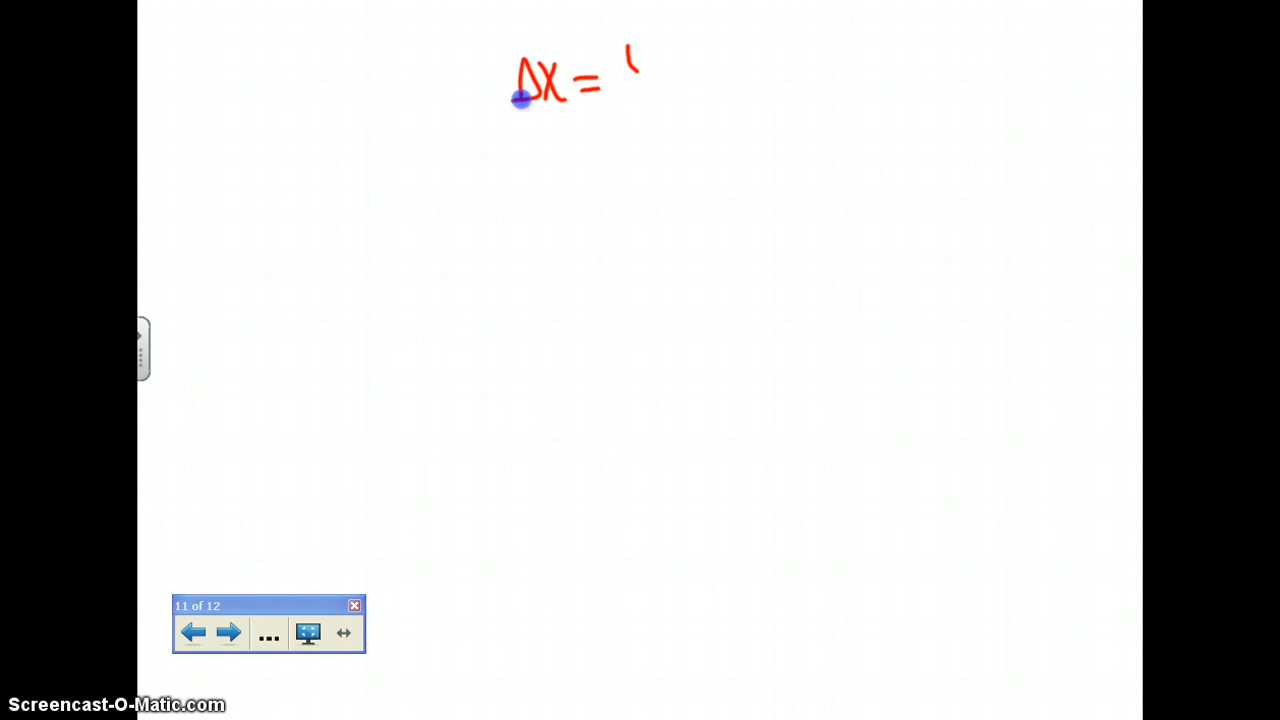 ΔX =
11 of 12
...
Screencast-O-Matic.com